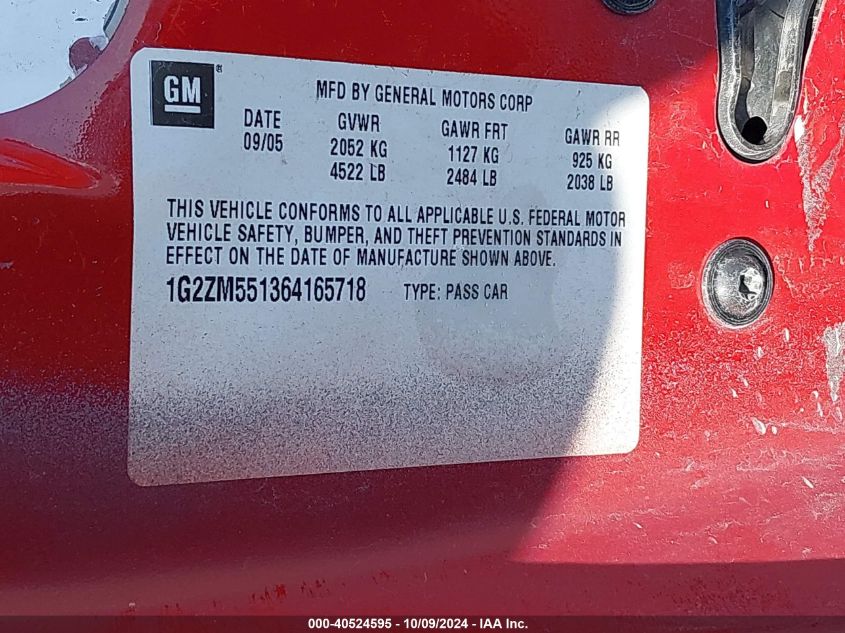 GM®
MFD BY GENERAL MOTORS CORP
DATE GVWR GAWR FRT GAWR RR
09/05 2052 KG 1127 KG 925 KG
4522 LB 2484 LB 2038 LB
THIS VEHICLE CONFORMS TO ALL APPLICABLE U.S. FEDERAL MOTOR
VEHICLE SAFETY, BUMPER, AND THEFT PREVENTION STANDARDS IN
EFFECT ON THE DATE OF MANUFACTURE SHOWN ABOVE.
1G2ZM551364165718 TYPE: PASS CAR
000-40524595 - 10/09/2024 - IAA Inc.